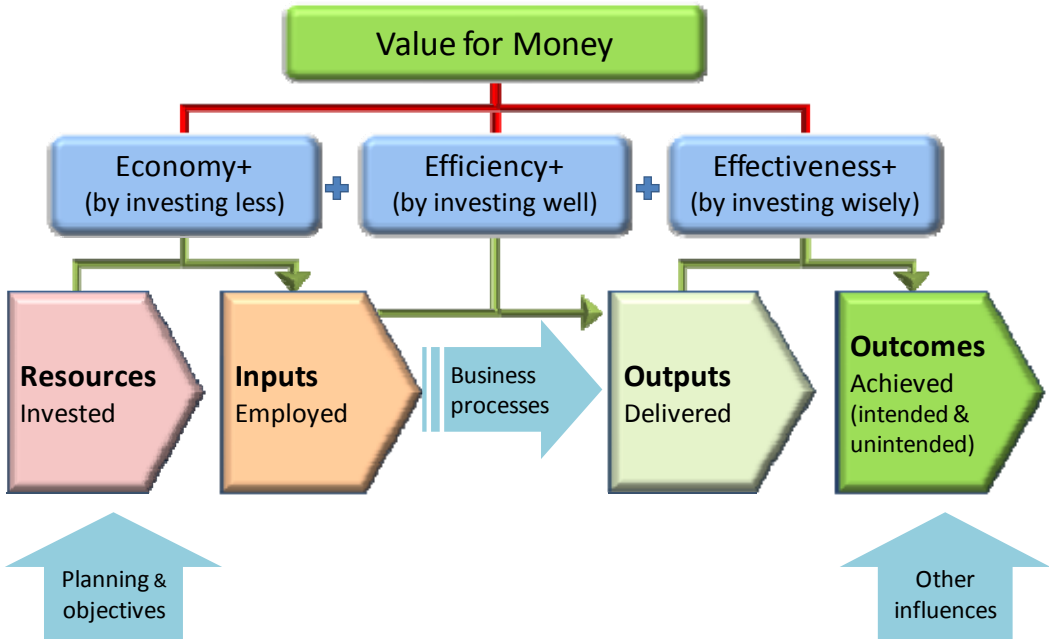 Value for Money
Economy+
(by investing less)
Efficiency+
(by investing well)
Effectiveness+
(by investing wisely)
Resources
Invested
Inputs
Employed
Business
processes
Outputs
Delivered
Outcomes
Achieved
(intended &
unintended)
Planning &
objectives
Other
influences